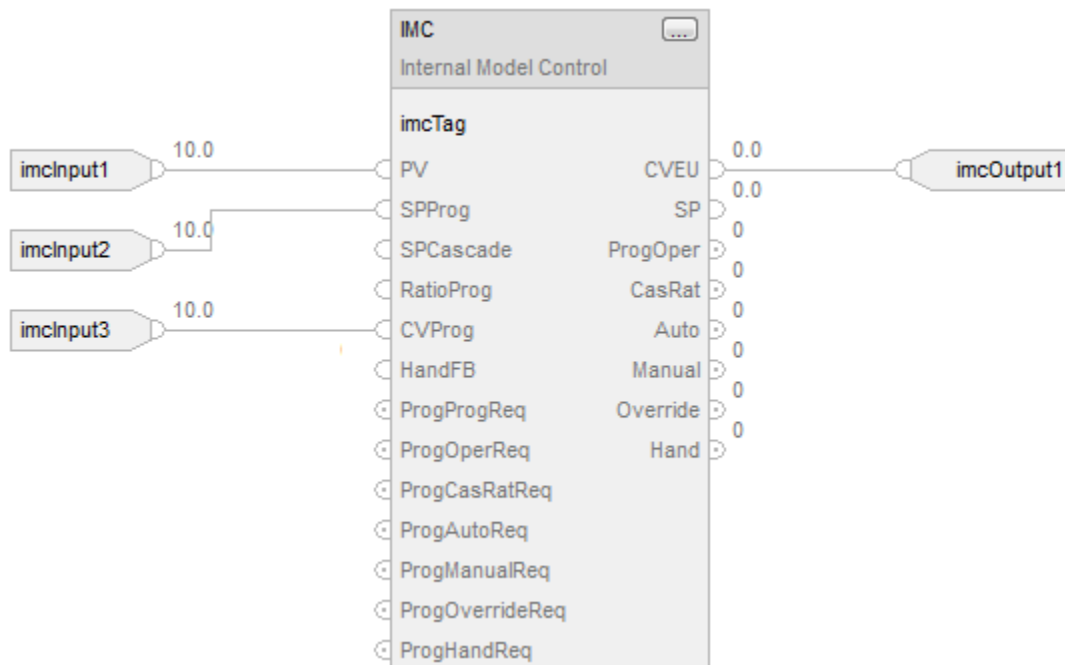 IMC
...
Internal Model Control
imcTag
imcInput1 10.0 PV CVEU 0.0 imcOutput1
SPProg SP 0.0
imcInput2 10.0 SPCascade ProgOper 0
RatioProg CasRat 0
imcInput3 10.0 CVProg Auto 0
HandFB Manual 0
ProgProgReq Override 0
ProgOperReq Hand 0
ProgCasRatReq
ProgAutoReq
ProgManualReq
ProgOverrideReq
ProgHandReq